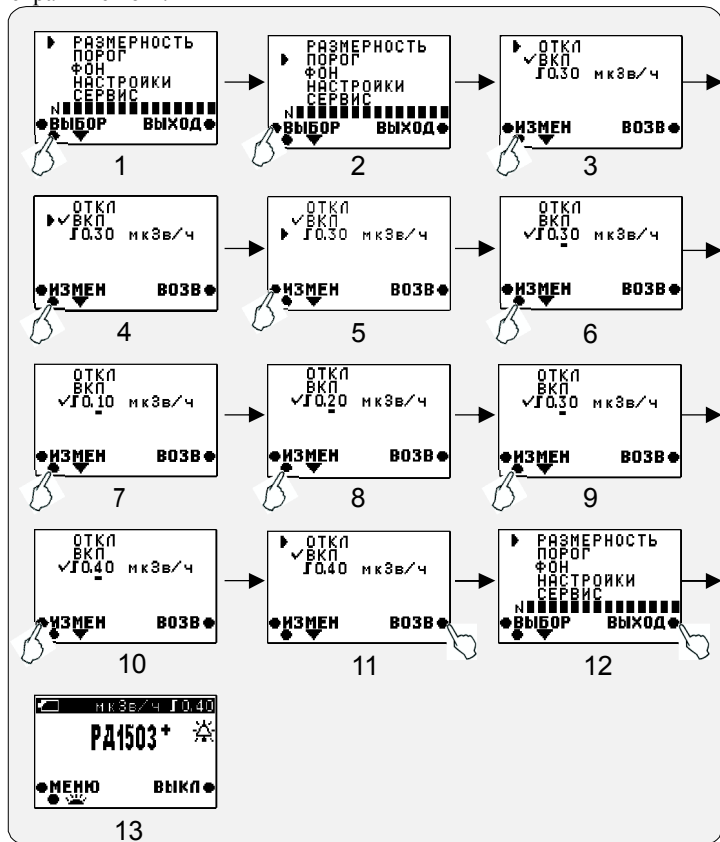 РАЗМЕРНОСТЬ
ПОРОГ
ФОН
НАСТРОЙКИ
СЕРВИС
N
ВЫБОР ВЫХОД
1
РАЗМЕРНОСТЬ
ПОРОГ
ФОН
НАСТРОЙКИ
СЕРВИС
N
ВЫБОР ВЫХОД
2
ОТКЛ
ВКЛ
0.30 мкЗв/ч
ИЗМЕН ВОЗВ
3
ОТКЛ
ВКЛ
0.30 мкЗв/ч
ИЗМЕН ВОЗВ
4
ОТКЛ
ВКЛ
0.30 мкЗв/ч
ИЗМЕН ВОЗВ
5
ОТКЛ
ВКЛ
0.30 мкЗв/ч
ИЗМЕН ВОЗВ
6
ОТКЛ
ВКЛ
0.10 мкЗв/ч
ИЗМЕН ВОЗВ
7
ОТКЛ
ВКЛ
0.20 мкЗв/ч
ИЗМЕН ВОЗВ
8
ОТКЛ
ВКЛ
0.30 мкЗв/ч
ИЗМЕН ВОЗВ
9
ОТКЛ
ВКЛ
0.40 мкЗв/ч
ИЗМЕН ВОЗВ
10
ОТКЛ
ВКЛ
0.40 мкЗв/ч
ИЗМЕН ВОЗВ
11
РАЗМЕРНОСТЬ
ПОРОГ
ФОН
НАСТРОЙКИ
СЕРВИС
N
ВЫБОР ВЫХОД
12
мкЗв/ч 0.40
РД1503+
МЕНЮ ВЫКЛ
13